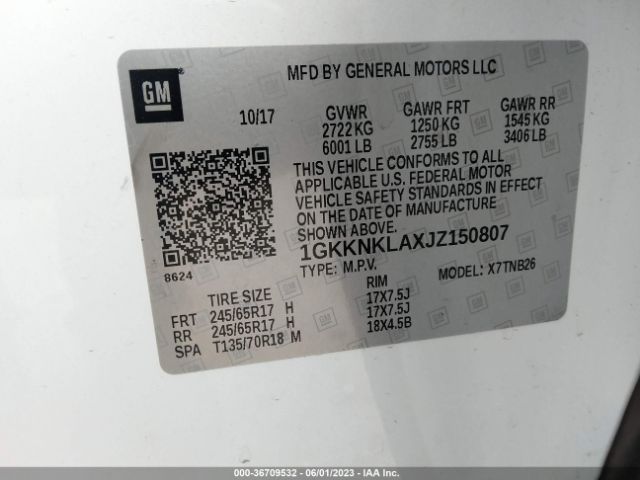 GM
MFD BY GENERAL MOTORS LLC
10/17 GVWR GAWR FRT GAWR RR
2722 KG 1250 KG 1545 KG
6001 LB 2755 LB 3406 LB
THIS VEHICLE CONFORMS TO ALL
APPLICABLE U.S. FEDERAL MOTOR
VEHICLE SAFETY STANDARDS IN EFFECT
ON THE DATE OF MANUFACTURE
SHOWN ABOVE.
8624
1GKKNKLAXJZ150807
TYPE: M.P.V. MODEL: X7TNB26
TIRE SIZE RIM
FRT 245/65R17 H 17X7.5J
RR 245/65R17 H 17X7.5J
SPA T135/70R18 M 18X4.5B
000-36709532 - 06/01/2023 - IAA Inc.